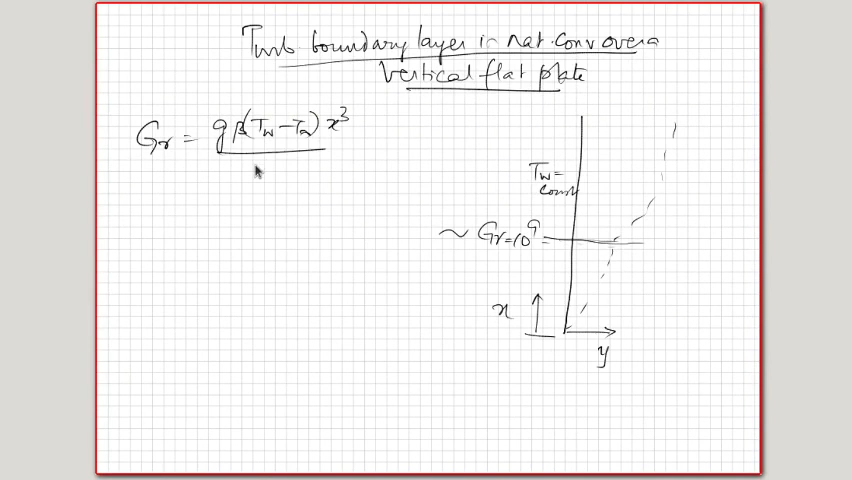 Turb boundary layer in nat. conv over a
vertical flat plate
Gr = gβ(Tw-T∞) x³
Tw=
const
~ Gr=10⁹
x
y